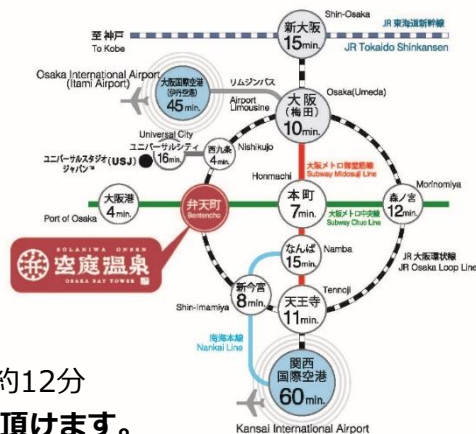 Shin-Osaka
至 神戸
To Kobe
新大阪
15min.
JR 東海道新幹線
JR Tokaido Shinkansen
Osaka International Airport
(Itami Airport)
大阪国際空港
(伊丹空港)
45min.
リムジンバス
Airport
Limousine
大阪
(梅田)
10min.
Osaka(Umeda)
Universal City
ユニバーサルシティ
16min.
西九条
4min.
Nishikujo
ユニバーサルスタジオ
ジャパン™
(USJ)
大阪メトロ御堂筋線
Subway Midosuji Line
Honmachi
Morinomiya
大阪港
4min.
Port of Osaka
弁天町
Bentencho
本町
7min.
大阪メトロ中央線
Subway Chuo Line
森ノ宮
12min.
SOLANIWA ONSEN
空庭温泉
OSAKA BAY TOWER
なんば
15min.
Namba
JR 大阪環状線
JR Osaka Loop Line
新今宮
8min.
Shin-Imamiya
Tennoji
天王寺
11min.
南海本線
Nankai Line
関西
国際空港
60min.
Kansai International Airport
約12分
頂けます。